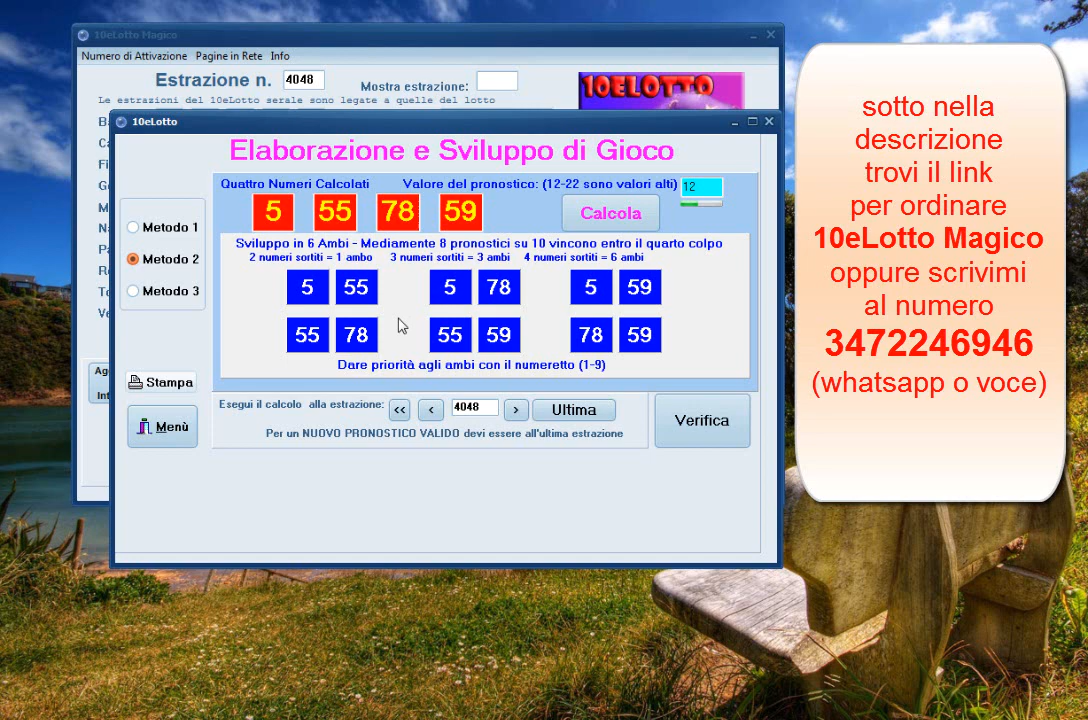 10eLotto Magico
Numero di Attivazione Pagine in Rete Info
Estrazione n. 4048 Mostra estrazione:
10ELOTTO
Le estrazioni del 10eLotto serale sono legate a quelle del lotto
10eLotto
Elaborazione e Sviluppo di Gioco
Quattro Numeri Calcolati Valore del pronostico: (12-22 sono valori alti) 12
5 55 78 59 Calcola
Metodo 1
Metodo 2
Metodo 3
Sviluppo in 6 Ambi - Mediamente 8 pronostici su 10 vincono entro il quarto colpo
2 numeri sortiti = 1 ambo 3 numeri sortiti = 3 ambi 4 numeri sortiti = 6 ambi
5 55 5 78 5 59
55 78 55 59 78 59
Dare priorità agli ambi con il numeretto (1-9)
Stampa
Menù
Esegui il calcolo alla estrazione: << < 4048 > Ultima
Per un NUOVO PRONOSTICO VALIDO devi essere all'ultima estrazione
Verifica
sotto nella
descrizione
trovi il link
per ordinare
10eLotto Magico
oppure scrivimi
al numero
3472246946
(whatsapp o voce)